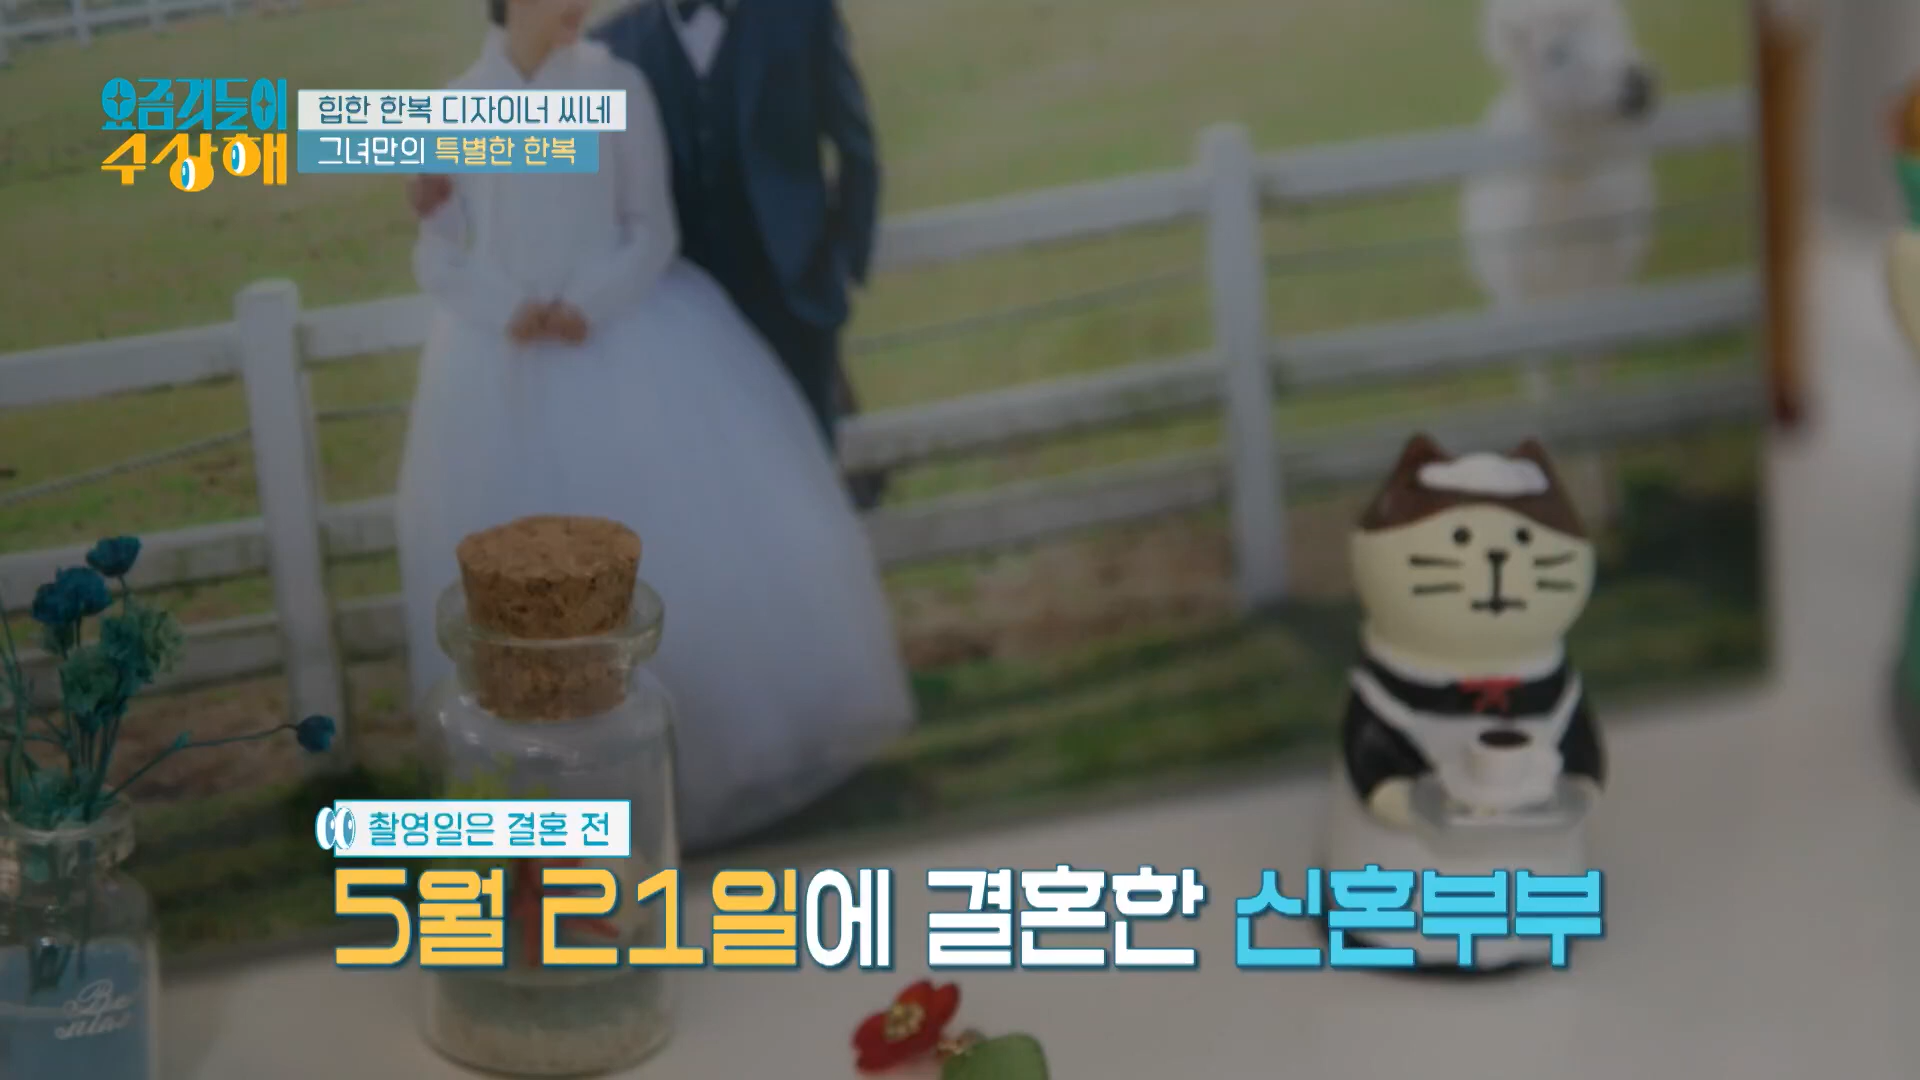 요즘것들이
수상해
힙한 한복 디자이너 씨네
그녀만의 특별한 한복
촬영일은 결혼 전
5월 21일에 결혼한 신혼부부